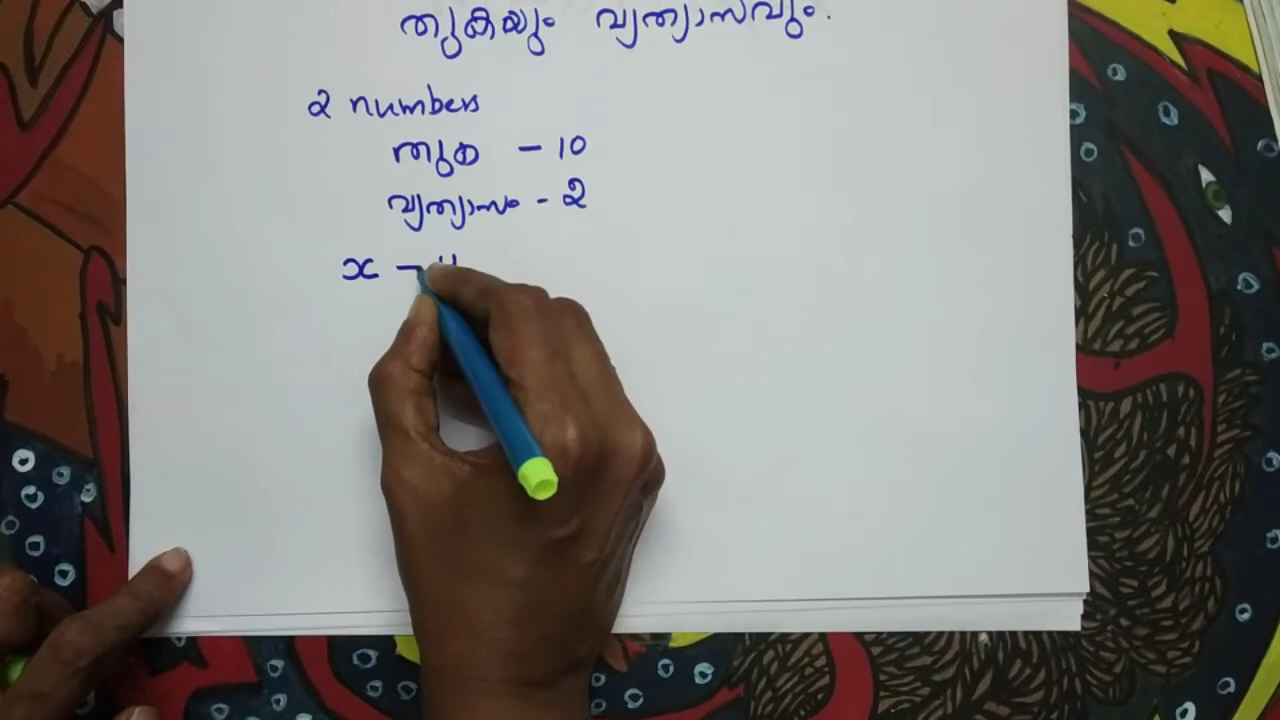 തുകയും വ്യത്യാസവും.
2 numbers
തുക - 10
വ്യത്യാസം - 2
x -